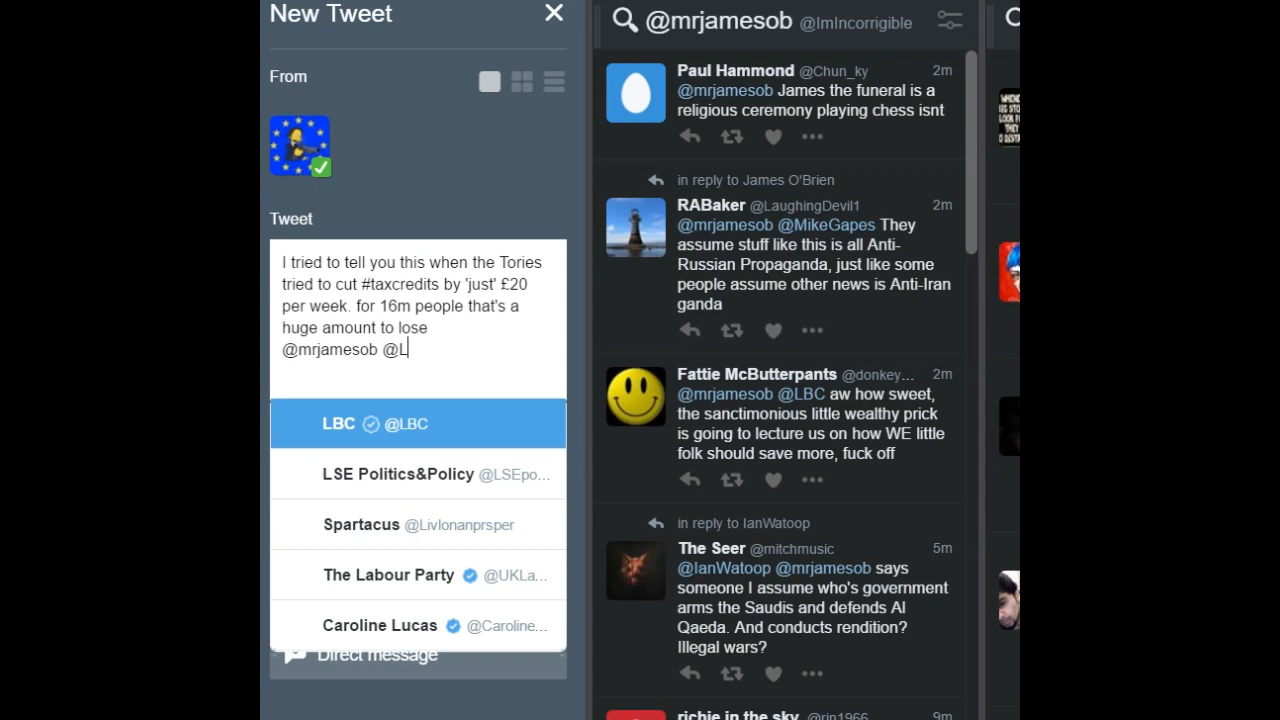 New Tweet
From
Tweet
I tried to tell you this when the Tories
tried to cut #taxcredits by 'just' £20
per week. for 16m people that's a
huge amount to lose
@mrjamesob @L
LBC @LBC
LSE Politics&Policy @LSEpo...
Spartacus @Livlonanprsper
The Labour Party @UKLa...
Caroline Lucas @Caroline...
Direct message
@mrjamesob @ImIncorrigible
Paul Hammond @Chun_ky 2m
@mrjamesob James the funeral is a
religious ceremony playing chess isnt
in reply to James O'Brien
RABaker @LaughingDevil1 2m
@mrjamesob @MikeGapes They
assume stuff like this is all Anti-
Russian Propaganda, just like some
people assume other news is Anti-Iran
ganda
Fattie McButterpants @donkey... 2m
@mrjamesob @LBC aw how sweet,
the sanctimonious little wealthy prick
is going to lecture us on how WE little
folk should save more, fuck off
in reply to IanWatoop
The Seer @mitchmusic 5m
@IanWatoop @mrjamesob says
someone I assume who's government
arms the Saudis and defends Al
Qaeda. And conducts rendition?
Illegal wars?
richie in the sky @rin1966 9m